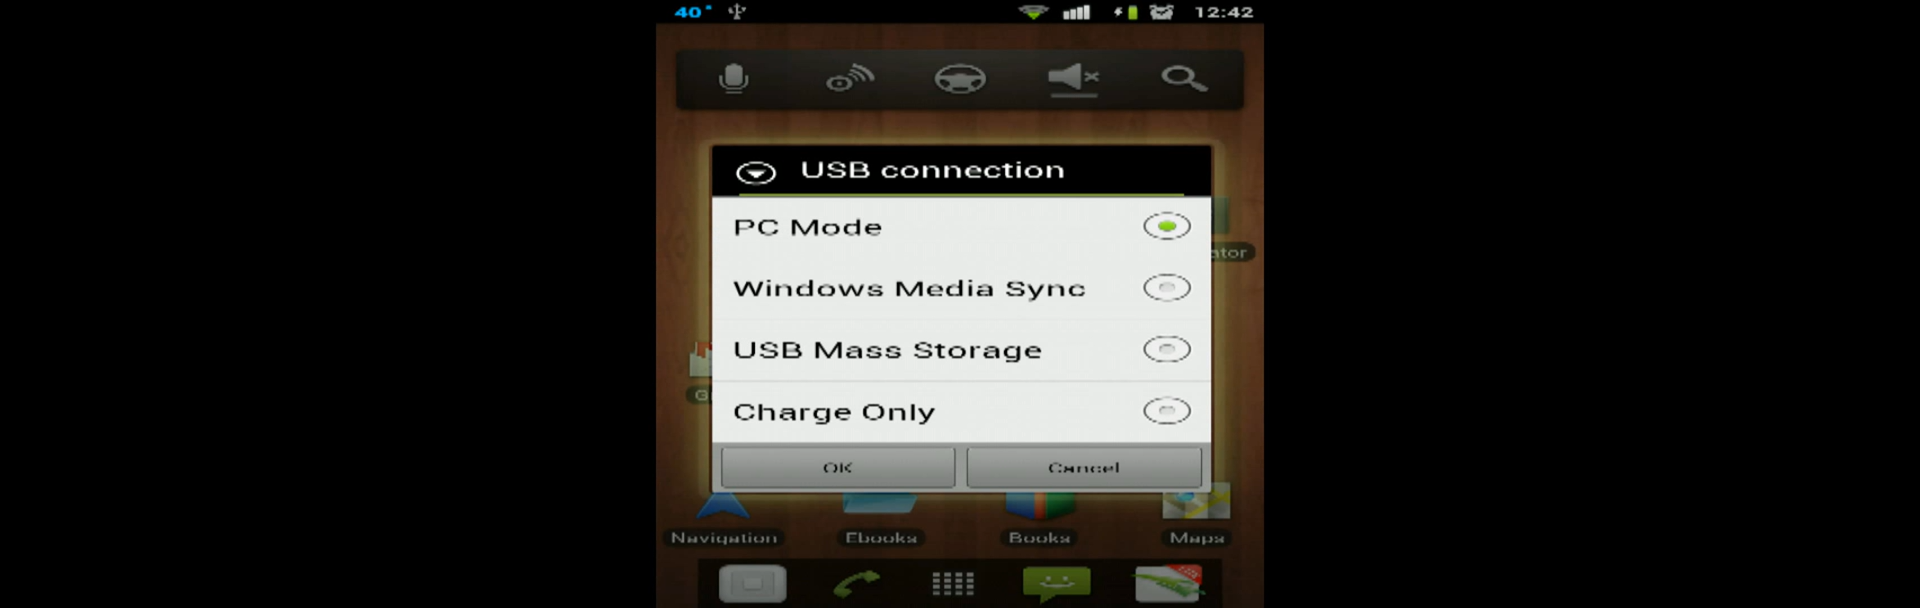 40° 12:42
USB connection
PC Mode
Windows Media Sync
USB Mass Storage
Charge Only
OK Cancel
Navigation Ebooks Books Maps